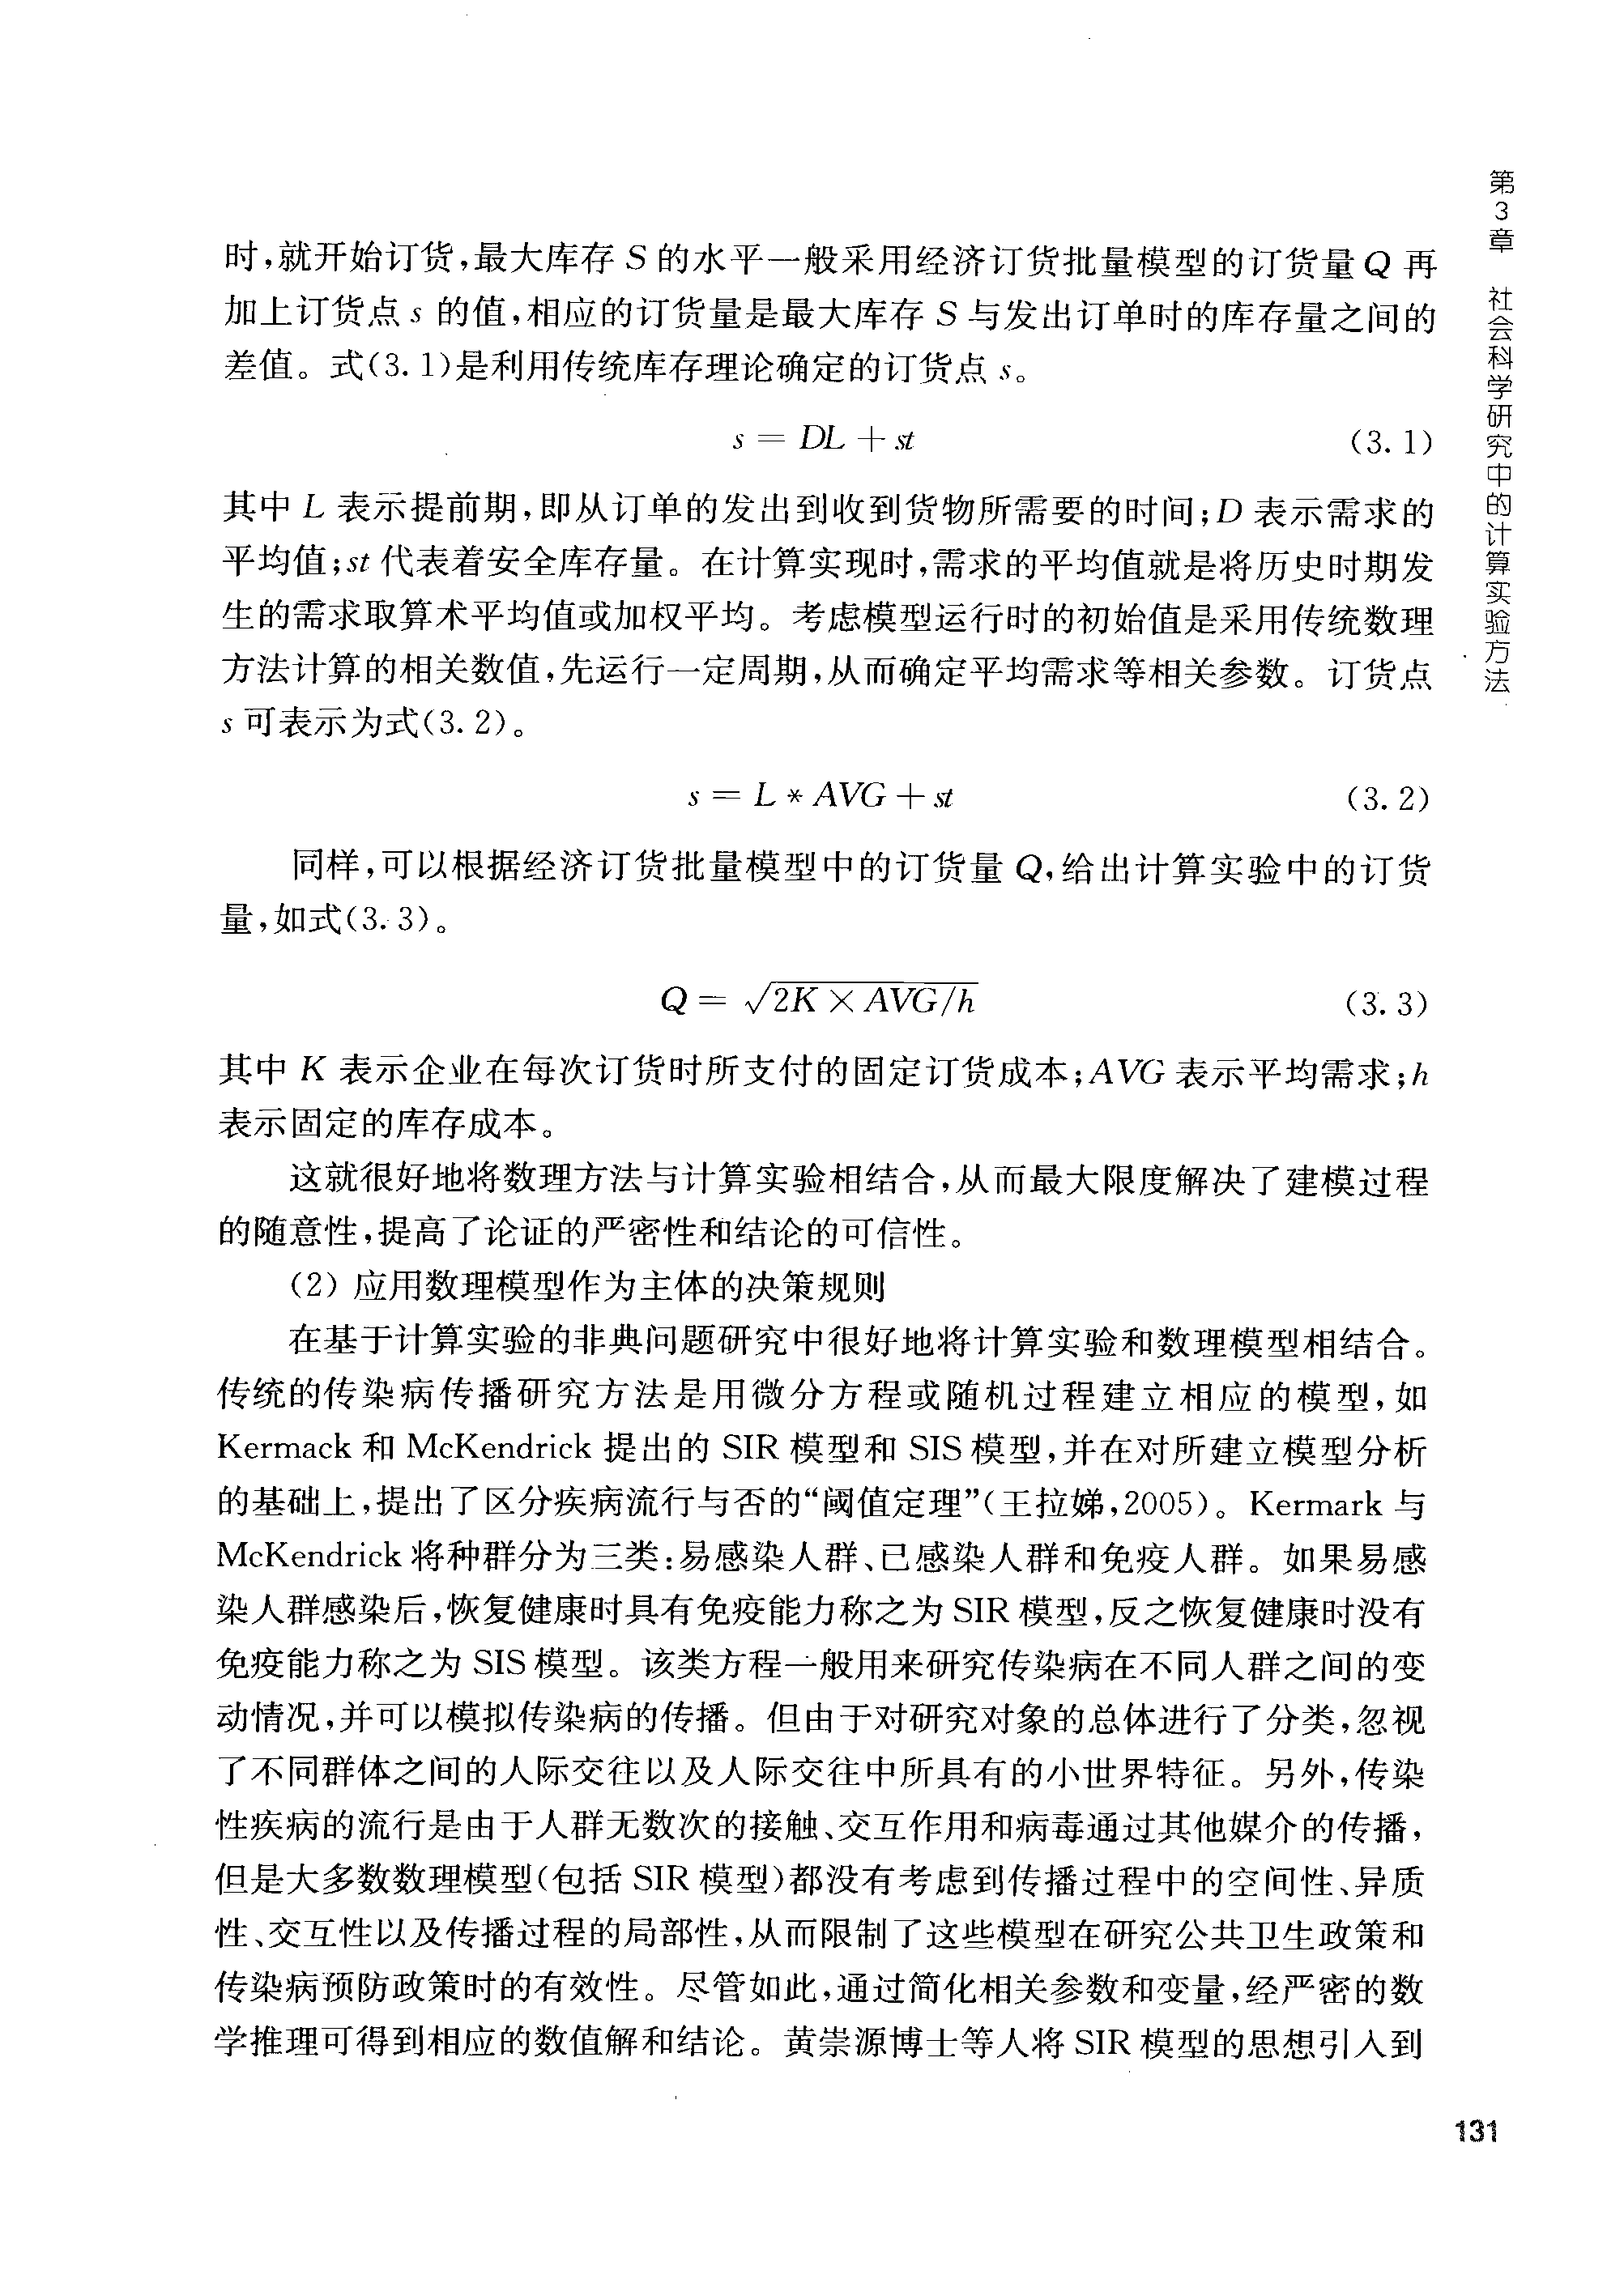 第3章 社会科学研究中的计算实验方法
时,就开始订货,最大库存 S 的水平一般采用经济订货批量模型的订货量 Q 再
加上订货点 s 的值,相应的订货量是最大库存 S 与发出订单时的库存量之间的
差值。式(3.1)是利用传统库存理论确定的订货点 s。
s = DL + st (3.1)
其中 L 表示提前期,即从订单的发出到收到货物所需要的时间;D 表示需求的
平均值;st 代表着安全库存量。在计算实现时,需求的平均值就是将历史时期发
生的需求取算术平均值或加权平均。考虑模型运行时的初始值是采用传统数理
方法计算的相关数值,先运行一定周期,从而确定平均需求等相关参数。订货点
s 可表示为式(3.2)。
s = L * AVG + st (3.2)
同样,可以根据经济订货批量模型中的订货量 Q,给出计算实验中的订货
量,如式(3.3)。
Q = √2K × AVG/h (3.3)
其中 K 表示企业在每次订货时所支付的固定订货成本;AVG 表示平均需求;h
表示固定的库存成本。
这就很好地将数理方法与计算实验相结合,从而最大限度解决了建模过程
的随意性,提高了论证的严密性和结论的可信性。
(2) 应用数理模型作为主体的决策规则
在基于计算实验的非典问题研究中很好地将计算实验和数理模型相结合。
传统的传染病传播研究方法是用微分方程或随机过程建立相应的模型,如
Kermack 和 McKendrick 提出的 SIR 模型和 SIS 模型,并在对所建立模型分析
的基础上,提出了区分疾病流行与否的“阈值定理”(王拉娣,2005)。Kermark 与
McKendrick 将种群分为三类:易感染人群、已感染人群和免疫人群。如果易感
染人群感染后,恢复健康时具有免疫能力称之为 SIR 模型,反之恢复健康时没有
免疫能力称之为 SIS 模型。该类方程一般用来研究传染病在不同人群之间的变
动情况,并可以模拟传染病的传播。但由于对研究对象的总体进行了分类,忽视
了不同群体之间的人际交往以及人际交往中所具有的小世界特征。另外,传染
性疾病的流行是由于人群无数次的接触、交互作用和病毒通过其他媒介的传播,
但是大多数数理模型(包括 SIR 模型)都没有考虑到传播过程中的空间性、异质
性、交互性以及传播过程的局部性,从而限制了这些模型在研究公共卫生政策和
传染病预防政策时的有效性。尽管如此,通过简化相关参数和变量,经严密的数
学推理可得到相应的数值解和结论。黄崇源博士等人将 SIR 模型的思想引入到
131